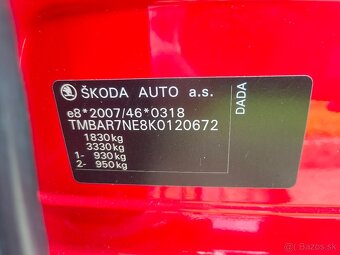 ŠKODA AUTO a.s.
e8*2007/46*0318
TMBAR7NE8K0120672
1830kg
3330kg
1- 930kg
2- 950kg
DADA
Bazos.sk